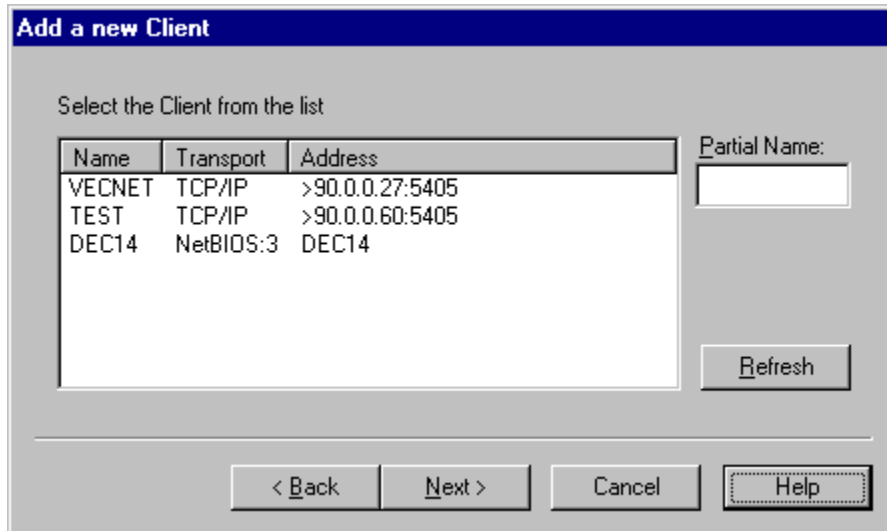 Add a new Client
Select the Client from the list
Name Transport Address
VECNET TCP/IP >90.0.0.27:5405
TEST TCP/IP >90.0.0.60:5405
DEC14 NetBIOS:3 DEC14
Partial Name:
Refresh
< Back Next > Cancel Help